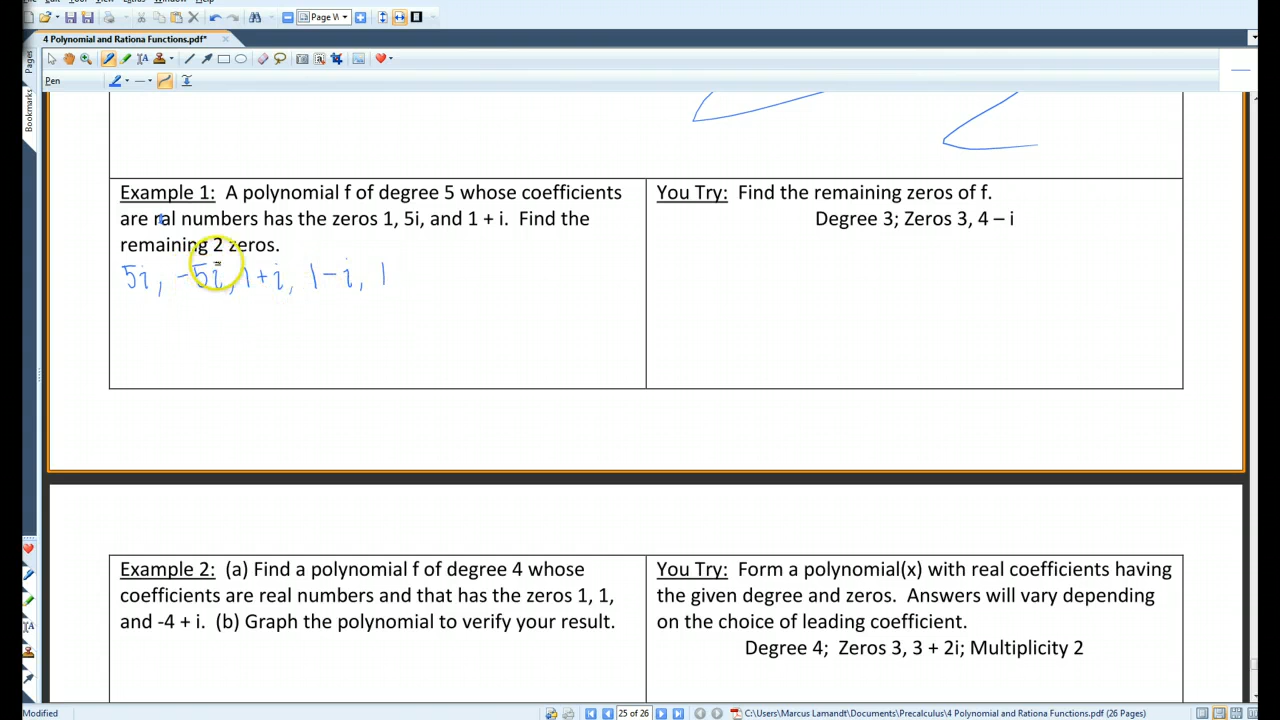 Page W
4 Polynomial and Rationa Functions.pdf*
Pen
Pages
Bookmarks
Example 1: A polynomial f of degree 5 whose coefficients
are ral numbers has the zeros 1, 5i, and 1 + i. Find the
remaining 2 zeros.
5i, -5i, 1+i, 1-i, 1
You Try: Find the remaining zeros of f.
Degree 3; Zeros 3, 4 – i
Example 2: (a) Find a polynomial f of degree 4 whose
coefficients are real numbers and that has the zeros 1, 1,
and -4 + i. (b) Graph the polynomial to verify your result.
You Try: Form a polynomial(x) with real coefficients having
the given degree and zeros. Answers will vary depending
on the choice of leading coefficient.
Degree 4; Zeros 3, 3 + 2i; Multiplicity 2
Modified
25 of 26
C:\Users\Marcus Lamandt\Documents\Precalculus\4 Polynomial and Rationa Functions.pdf (26 Pages)